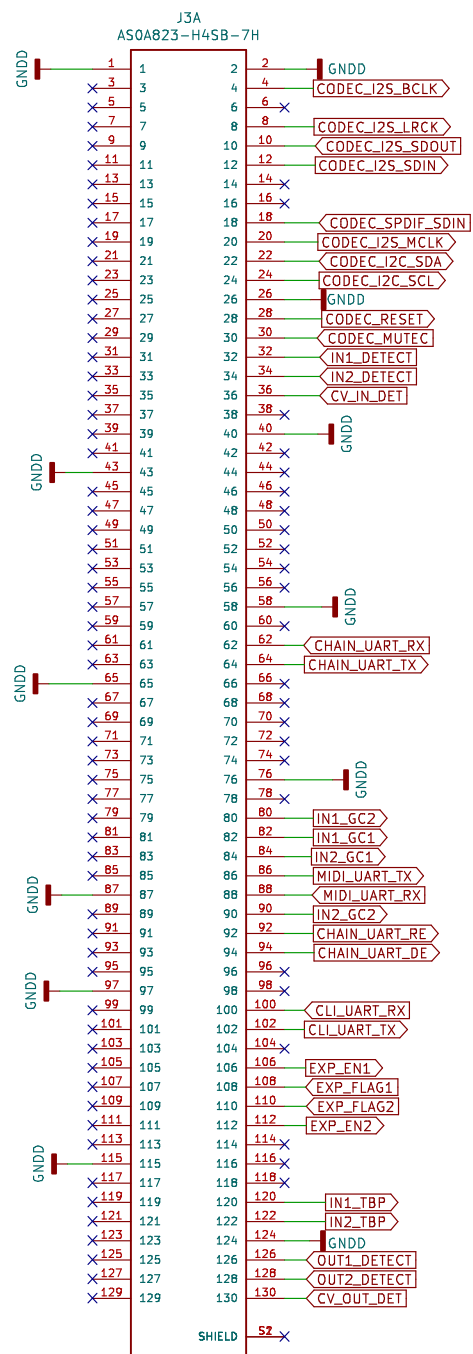 J3A
AS0A823-H4SB-7H
GNDD 1 1 2 2 GNDD
3 3 4 4 CODEC_I2S_BCLK
5 5 6 6
7 7 8 8 CODEC_I2S_LRCK
9 9 10 10 CODEC_I2S_SDOUT
11 11 12 12 CODEC_I2S_SDIN
13 13 14 14
15 15 16 16
17 17 18 18 CODEC_SPDIF_SDIN
19 19 20 20 CODEC_I2S_MCLK
21 21 22 22 CODEC_I2C_SDA
23 23 24 24 CODEC_I2C_SCL
25 25 26 26 GNDD
27 27 28 28 CODEC_RESET
29 29 30 30 CODEC_MUTEC
31 31 32 32 IN1_DETECT
33 33 34 34 IN2_DETECT
35 35 36 36 CV_IN_DET
37 37 38 38
39 39 40 40 GNDD
41 41 42 42
GNDD 43 43 44 44
45 45 46 46
47 47 48 48
49 49 50 50
51 51 52 52
53 53 54 54
55 55 56 56
57 57 58 58 GNDD
59 59 60 60
61 61 62 62 CHAIN_UART_RX
63 63 64 64 CHAIN_UART_TX
GNDD 65 65 66 66
67 67 68 68
69 69 70 70
71 71 72 72
73 73 74 74
75 75 76 76 GNDD
77 77 78 78
79 79 80 80 IN1_GC2
81 81 82 82 IN1_GC1
83 83 84 84 IN2_GC1
85 85 86 86 MIDI_UART_TX
GNDD 87 87 88 88 MIDI_UART_RX
89 89 90 90 IN2_GC2
91 91 92 92 CHAIN_UART_RE
93 93 94 94 CHAIN_UART_DE
95 95 96 96
GNDD 97 97 98 98
99 99 100 100 CLI_UART_RX
101 101 102 102 CLI_UART_TX
103 103 104 104
105 105 106 106 EXP_EN1
107 107 108 108 EXP_FLAG1
109 109 110 110 EXP_FLAG2
111 111 112 112 EXP_EN2
113 113 114 114
GNDD 115 115 116 116
117 117 118 118
119 119 120 120 IN1_TBP
121 121 122 122 IN2_TBP
123 123 124 124 GNDD
125 125 126 126 OUT1_DETECT
127 127 128 128 OUT2_DETECT
129 129 130 130 CV_OUT_DET
SHIELD